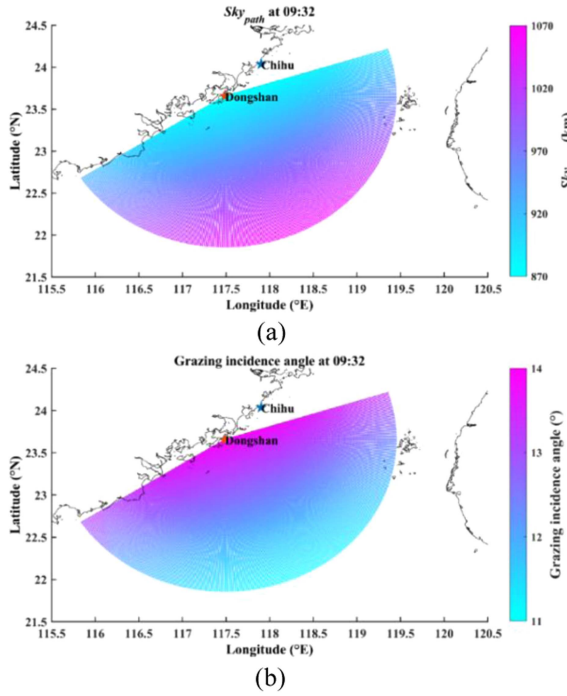 Sky_path at 09:32
24.5
24
23.5
23
22.5
22
21.5
Latitude (°N)
Chihu
Dongshan
115.5 116 116.5 117 117.5 118 118.5 119 119.5 120 120.5
Longitude (°E)
1070
1020
970
920
870
(km)
(a)
Grazing incidence angle at 09:32
24.5
24
23.5
23
22.5
22
21.5
Latitude (°N)
Chihu
Dongshan
115.5 116 116.5 117 117.5 118 118.5 119 119.5 120 120.5
Longitude (°E)
14
13
12
11
Grazing incidence angle (°)
(b)